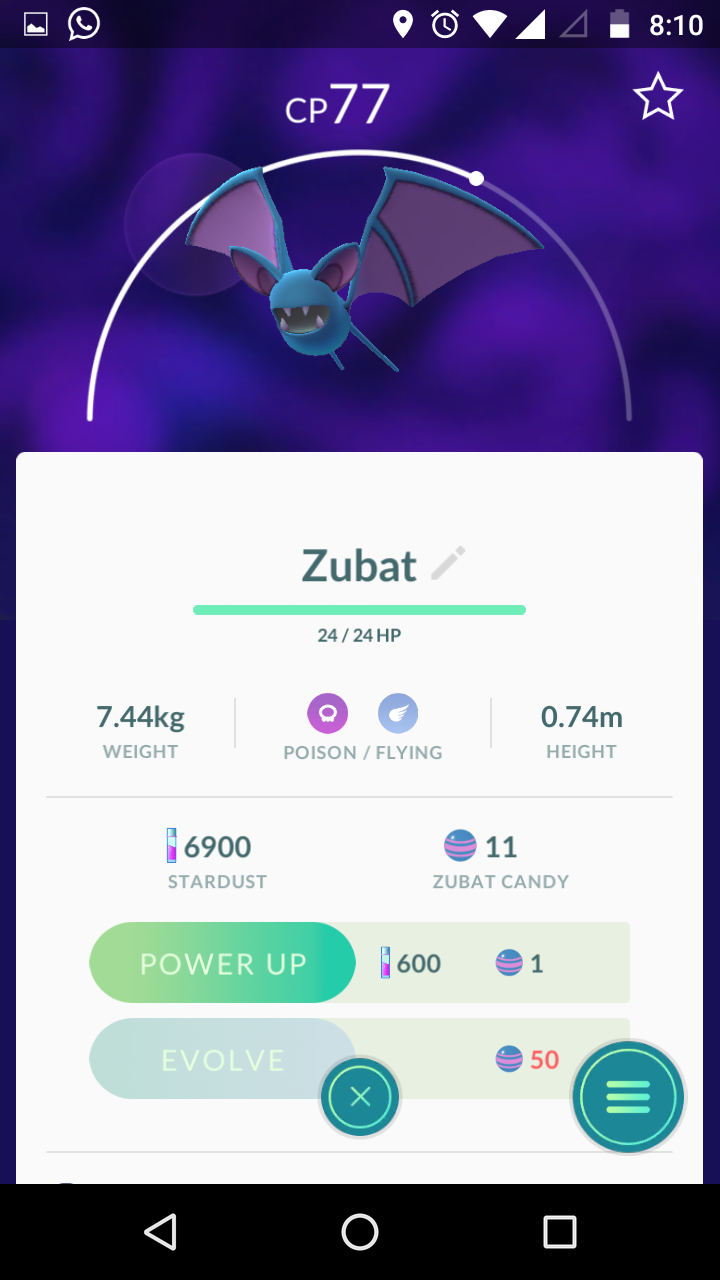 8:10
CP77
Zubat
24 / 24 HP
7.44kg
WEIGHT
POISON / FLYING
0.74m
HEIGHT
6900
STARDUST
11
ZUBAT CANDY
POWER UP 600 1
EVOLVE 50